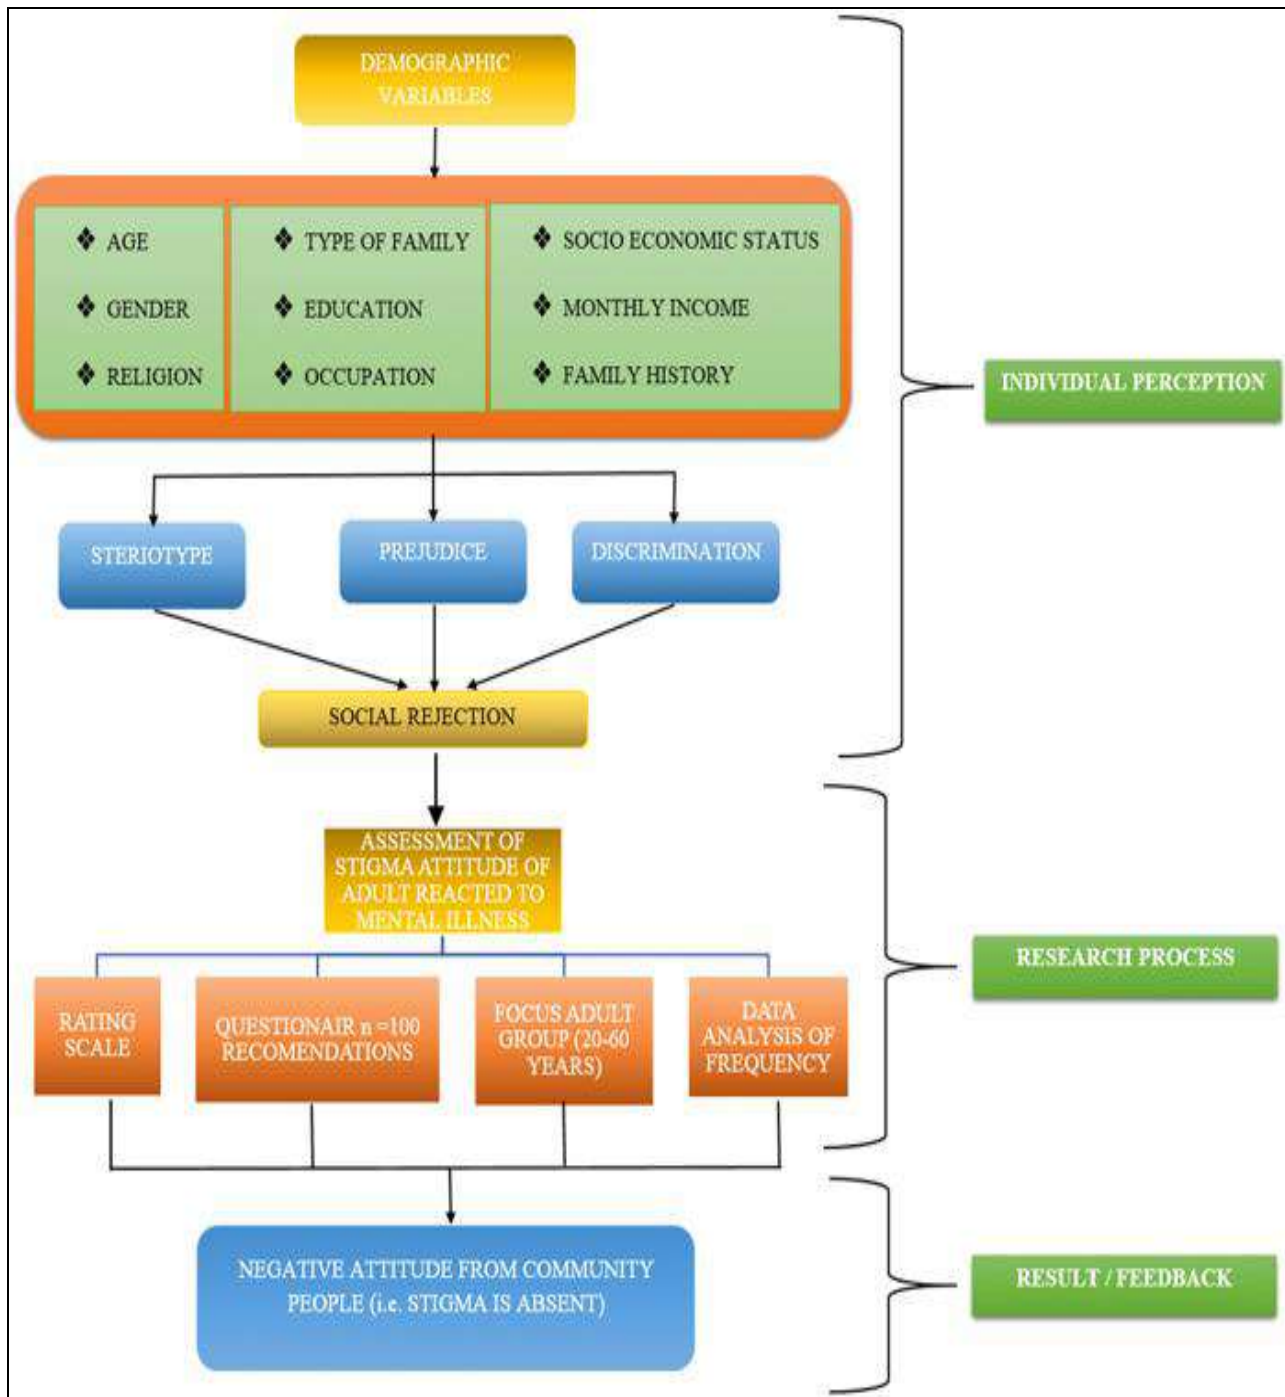 DEMOGRAPHIC
VARIABLES
❖ AGE
❖ GENDER
❖ RELIGION
❖ TYPE OF FAMILY
❖ EDUCATION
❖ OCCUPATION
❖ SOCIO ECONOMIC STATUS
❖ MONTHLY INCOME
❖ FAMILY HISTORY
INDIVIDUAL PERCEPTION
STERIOTYPE
PREJUDICE
DISCRIMINATION
SOCIAL REJECTION
ASSESSMENT OF
STIGMA ATTITUDE OF
ADULT REACTED TO
MENTAL ILLNESS
RESEARCH PROCESS
RATING
SCALE
QUESTIONAIR n =100
RECOMENDATIONS
FOCUS ADULT
GROUP (20-60
YEARS)
DATA
ANALYSIS OF
FREQUENCY
NEGATIVE ATTITUDE FROM COMMUNITY
PEOPLE (i.e. STIGMA IS ABSENT)
RESULT / FEEDBACK